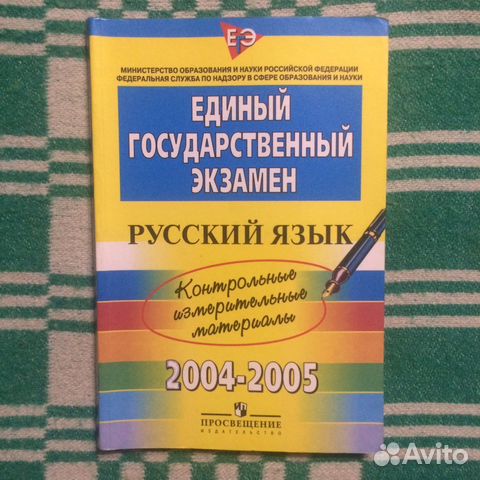 ЕГЭ
МИНИСТЕРСТВО ОБРАЗОВАНИЯ И НАУКИ РОССИЙСКОЙ ФЕДЕРАЦИИ
ФЕДЕРАЛЬНАЯ СЛУЖБА ПО НАДЗОРУ В СФЕРЕ ОБРАЗОВАНИЯ И НАУКИ
ЕДИНЫЙ
ГОСУДАРСТВЕННЫЙ
ЭКЗАМЕН
РУССКИЙ ЯЗЫК
Контрольные
измерительные
материалы
2004-2005
ПРОСВЕЩЕНИЕ
ИЗДАТЕЛЬСТВО
Avito